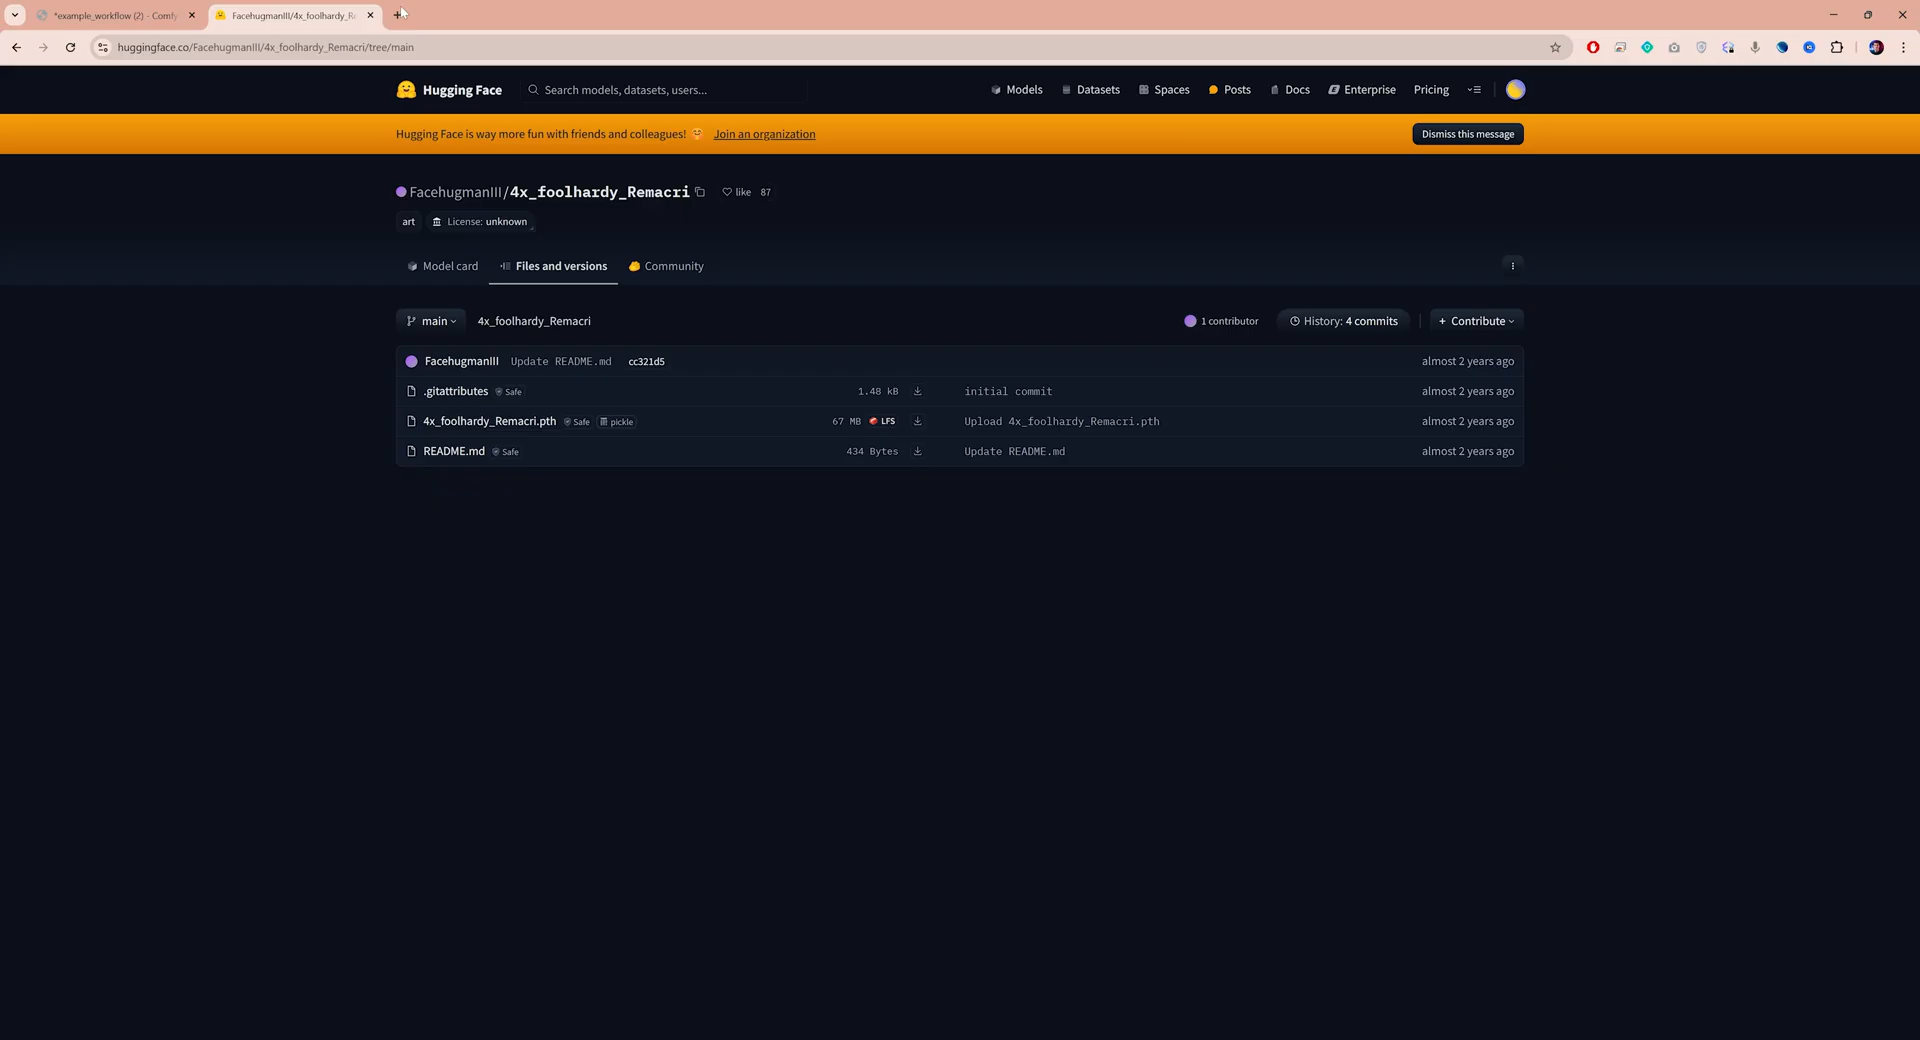 *example_workflow (2) - Comfy
FacehugmanIII/4x_foolhardy_R
huggingface.co/FacehugmanIII/4x_foolhardy_Remacri/tree/main
Hugging Face
Search models, datasets, users...
Models
Datasets
Spaces
Posts
Docs
Enterprise
Pricing
Hugging Face is way more fun with friends and colleagues! Join an organization
Dismiss this message
FacehugmanIII/4x_foolhardy_Remacri
like 87
art
License: unknown
Model card
Files and versions
Community
main
4x_foolhardy_Remacri
1 contributor
History: 4 commits
+ Contribute
FacehugmanIII Update README.md cc321d5 almost 2 years ago
.gitattributes Safe 1.48 kB initial commit almost 2 years ago
4x_foolhardy_Remacri.pth Safe pickle 67 MB LFS Upload 4x_foolhardy_Remacri.pth almost 2 years ago
README.md Safe 434 Bytes Update README.md almost 2 years ago